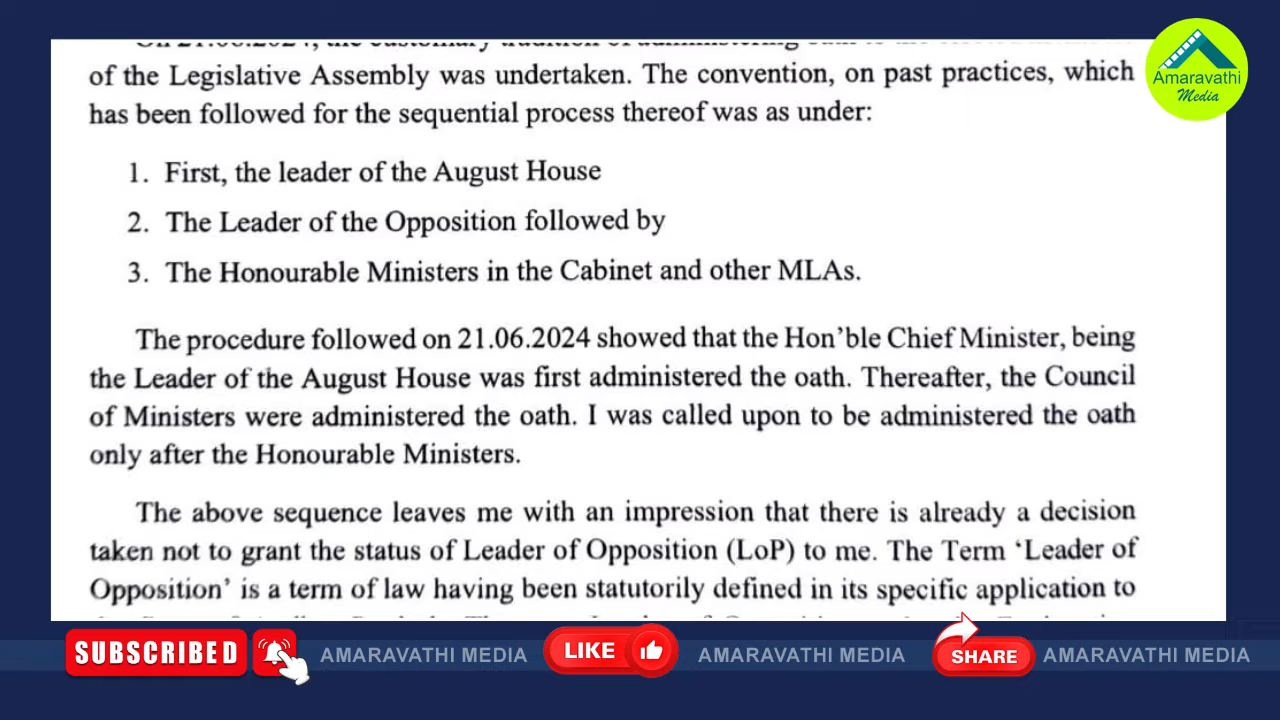 of the Legislative Assembly was undertaken. The convention, on past practices, which
has been followed for the sequential process thereof was as under:
1. First, the leader of the August House
2. The Leader of the Opposition followed by
3. The Honourable Ministers in the Cabinet and other MLAs.
The procedure followed on 21.06.2024 showed that the Hon'ble Chief Minister, being
the Leader of the August House was first administered the oath. Thereafter, the Council
of Ministers were administered the oath. I was called upon to be administered the oath
only after the Honourable Ministers.
The above sequence leaves me with an impression that there is already a decision
taken not to grant the status of Leader of Opposition (LoP) to me. The Term ‘Leader of
Opposition’ is a term of law having been statutorily defined in its specific application to
Amaravathi
Media
SUBSCRIBED
AMARAVATHI MEDIA
LIKE
AMARAVATHI MEDIA
SHARE
AMARAVATHI MEDIA